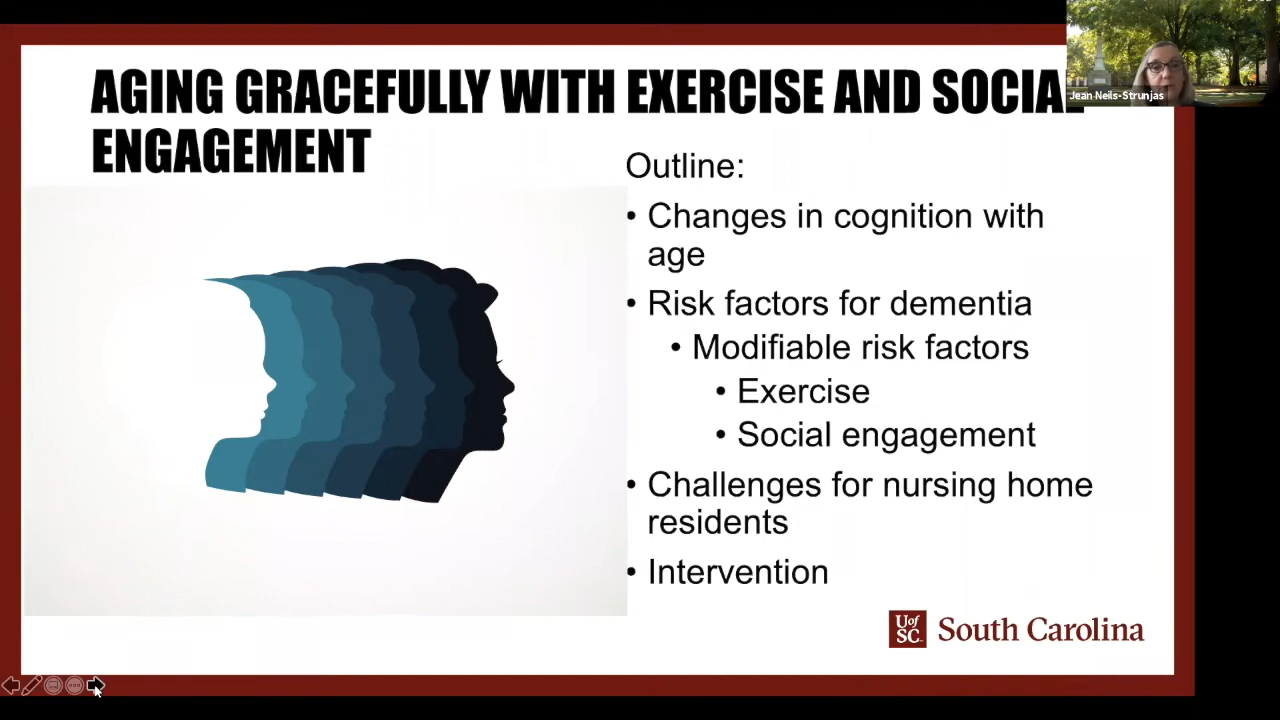 AGING GRACEFULLY WITH EXERCISE AND SOCIAL
ENGAGEMENT
Jean Neils-Strunjas
Outline:
• Changes in cognition with
age
• Risk factors for dementia
• Modifiable risk factors
• Exercise
• Social engagement
• Challenges for nursing home
residents
• Intervention
UofSC South Carolina